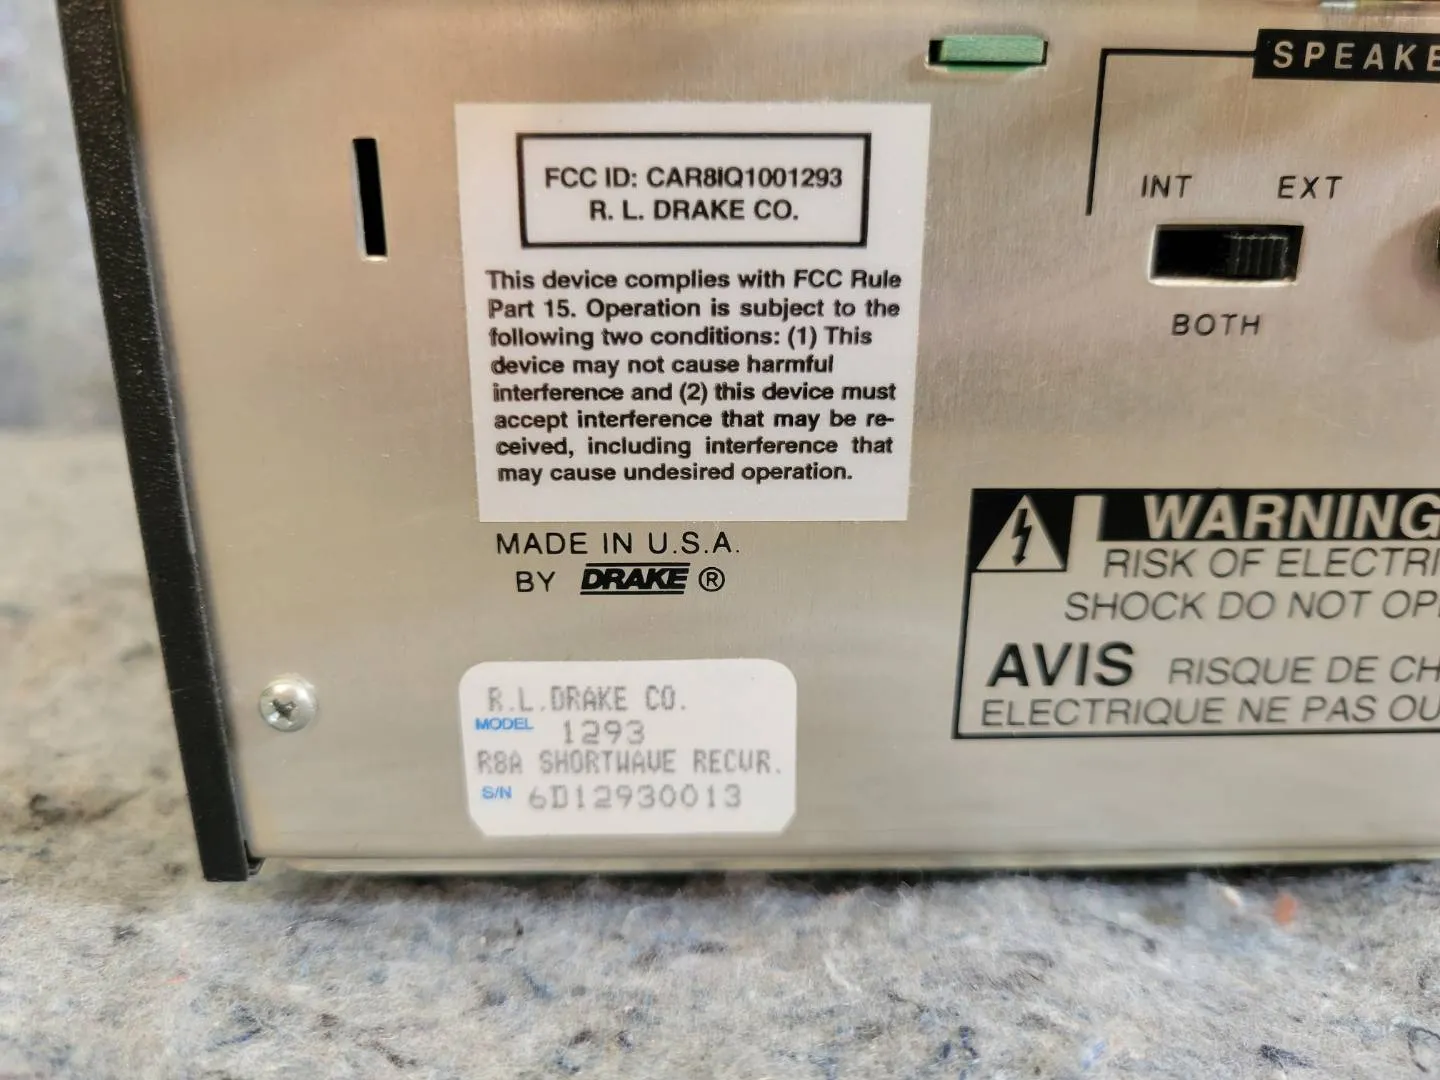 SPEAKE
INT EXT
BOTH
FCC ID: CAR8IQ1001293
R. L. DRAKE CO.
This device complies with FCC Rule
Part 15. Operation is subject to the
following two conditions: (1) This
device may not cause harmful
interference and (2) this device must
accept interference that may be re-
ceived, including interference that
may cause undesired operation.
MADE IN U.S.A.
BY DRAKE ®
R.L.DRAKE CO.
MODEL 1293
R8A SHORTWAVE RECVR.
S/N 6D12930013
WARNING
RISK OF ELECTRI
SHOCK DO NOT OP
AVIS RISQUE DE CH
ELECTRIQUE NE PAS OU